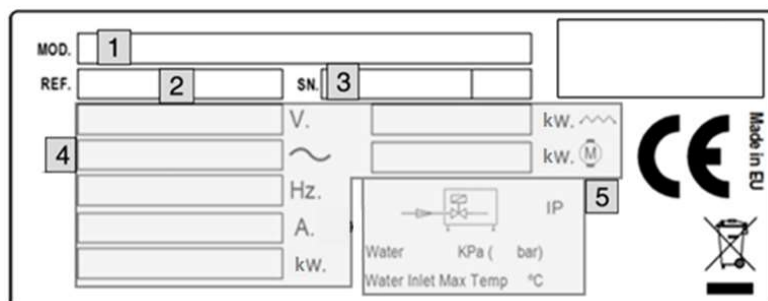 MOD. 1
REF. 2 SN. 3
V. kw.
4 kw. M
Hz.
A.
kw.
5
IP
Water KPa ( bar)
Water Inlet Max Temp ºC
CE
Made in EU